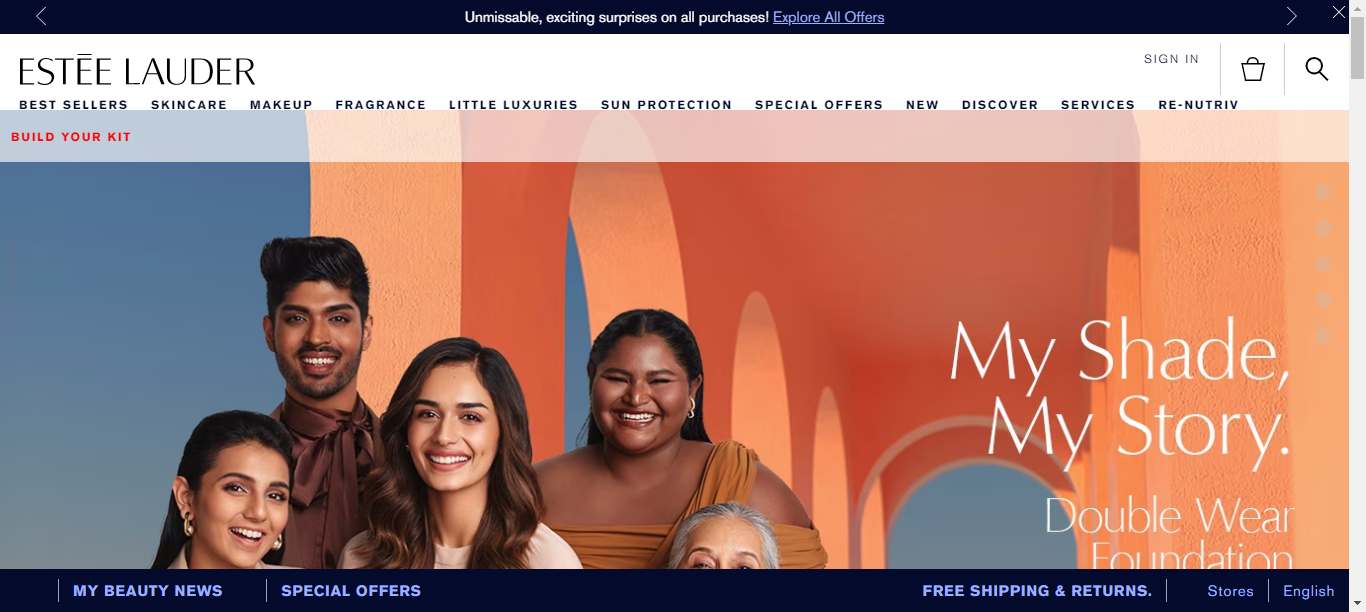 Unmissable, exciting surprises on all purchases! Explore All Offers
ESTĒE LAUDER
SIGN IN
BEST SELLERS SKINCARE MAKEUP FRAGRANCE LITTLE LUXURIES SUN PROTECTION SPECIAL OFFERS NEW DISCOVER SERVICES RE-NUTRIV
BUILD YOUR KIT
My Shade,
My Story.
Double Wear
Foundation
MY BEAUTY NEWS SPECIAL OFFERS FREE SHIPPING & RETURNS. Stores English